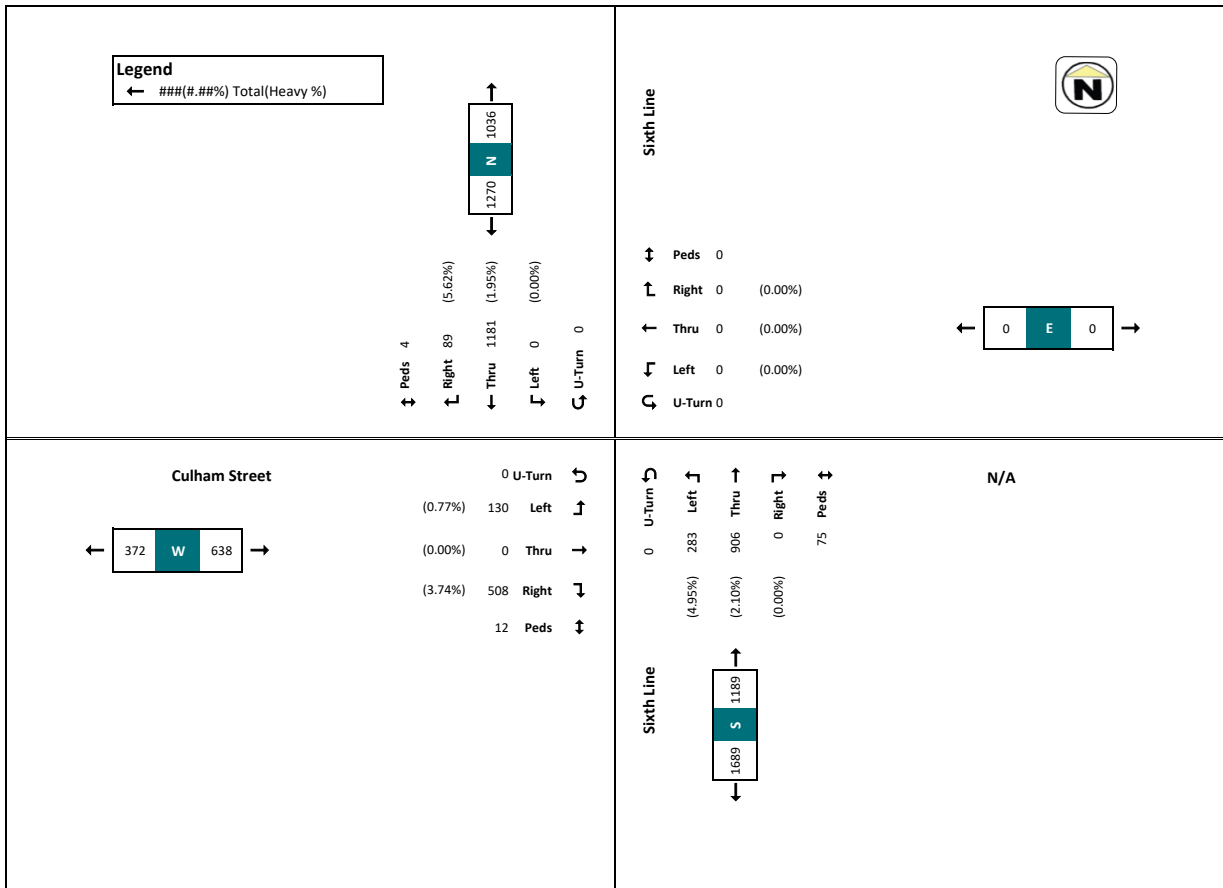 Legend
← ###(#.##%) Total(Heavy %)
1036
N
1270
(5.62%) (1.95%) (0.00%)
Peds 4
Right 89
Thru 1181
Left 0
U-Turn 0
Sixth Line
N
Peds 0
Right 0 (0.00%)
Thru 0 (0.00%)
Left 0 (0.00%)
U-Turn 0
0 E 0
Culham Street
0 U-Turn
(0.77%) 130 Left
(0.00%) 0 Thru
(3.74%) 508 Right
12 Peds
372 W 638
U-Turn 0
Left 283 (4.95%)
Thru 906 (2.10%)
Right 0 (0.00%)
Peds 75
N/A
Sixth Line
1189
S
1689